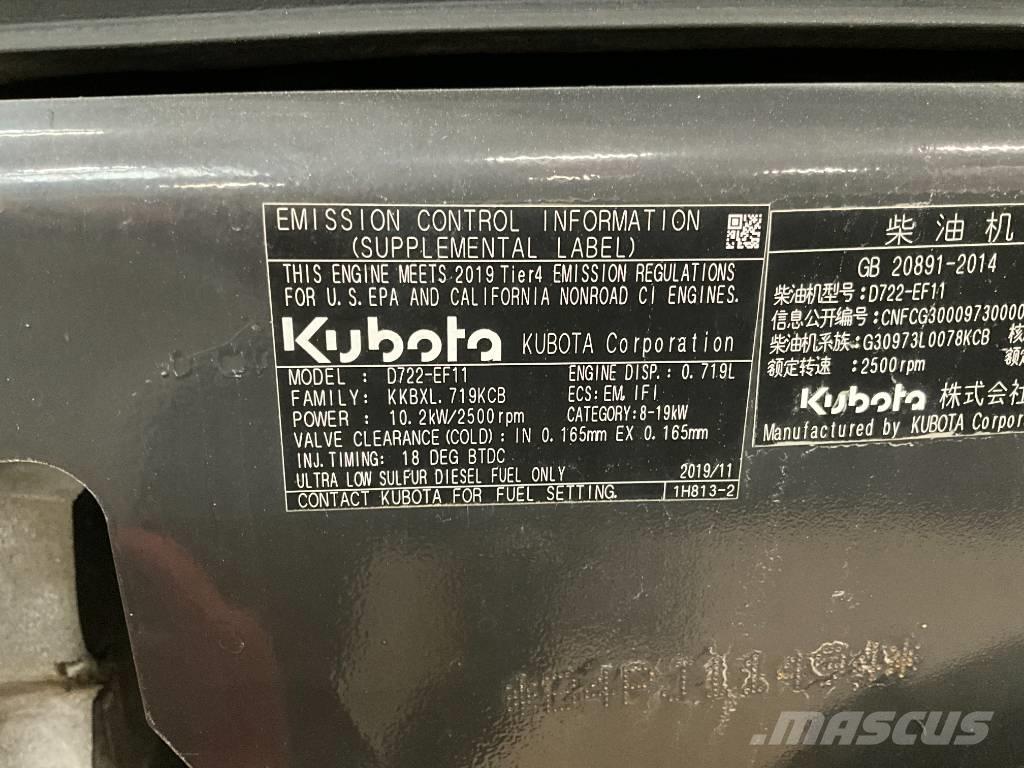 EMISSION CONTROL INFORMATION
(SUPPLEMENTAL LABEL)
THIS ENGINE MEETS 2019 Tier4 EMISSION REGULATIONS
FOR U.S. EPA AND CALIFORNIA NONROAD CI ENGINES.
Kubota KUBOTA Corporation
MODEL : D722-EF11 ENGINE DISP.: 0.719L
FAMILY: KKBXL.719KCB ECS: EM, IFI
POWER : 10.2kW/2500rpm CATEGORY: 8-19kW
VALVE CLEARANCE(COLD): IN 0.165mm EX 0.165mm
INJ. TIMING: 18 DEG BTDC
ULTRA LOW SULFUR DIESEL FUEL ONLY 2019/11
CONTACT KUBOTA FOR FUEL SETTING. 1H813-2
柴油机
GB 20891-2014
柴油机型号: D722-EF11
信息公开编号: CNFCG30009730000
柴油机系族: G30973L0078KCB 核
额定转速 : 2500rpm 额
Kubota 株式会社
Manufactured by KUBOTA Corpor
MASCUS